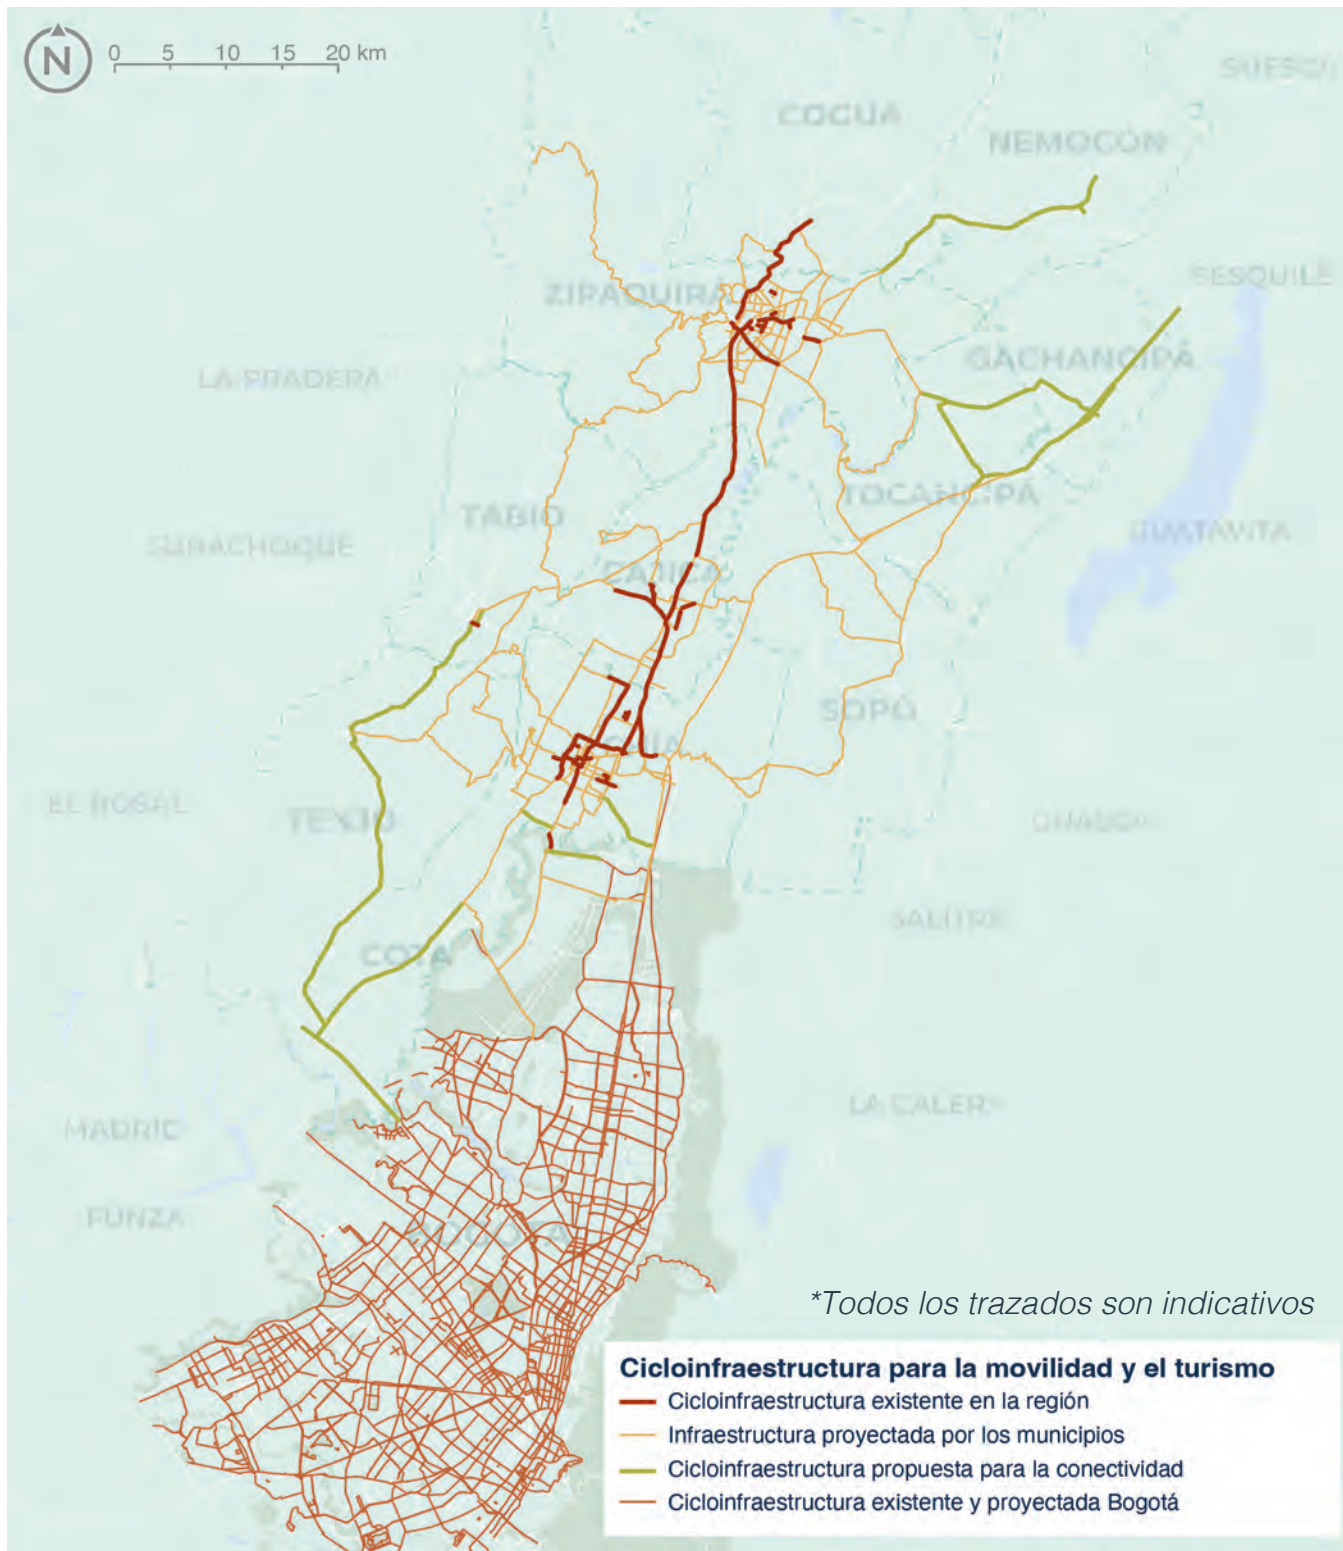 N
0 5 10 15 20 km
SUESCA
COGUA
NEMOCÓN
SESQUILÉ
ZIPAQUIRÁ
GACHANCIPÁ
LA PRADERA
TOCANCIPÁ
TABIO
SUBACHOQUE
GUATAVITA
CAJICÁ
SOPÓ
CHÍA
EL ROSAL
TENJO
GUASCA
SALITRE
COTA
LA CALERA
MADRID
FUNZA
BOGOTÁ
*Todos los trazados son indicativos
Cicloinfraestructura para la movilidad y el turismo
Cicloinfraestructura existente en la región
Infraestructura proyectada por los municipios
Cicloinfraestructura propuesta para la conectividad
Cicloinfraestructura existente y proyectada Bogotá